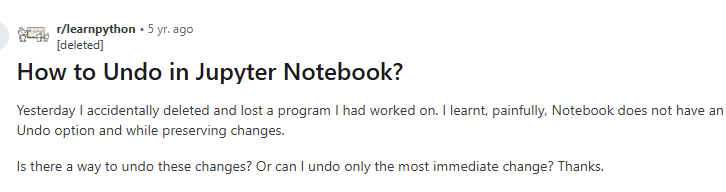 r/learnpython • 5 yr. ago
[deleted]
How to Undo in Jupyter Notebook?
Yesterday I accidentally deleted and lost a program I had worked on. I learnt, painfully, Notebook does not have an
Undo option and while preserving changes.
Is there a way to undo these changes? Or can I undo only the most immediate change? Thanks.